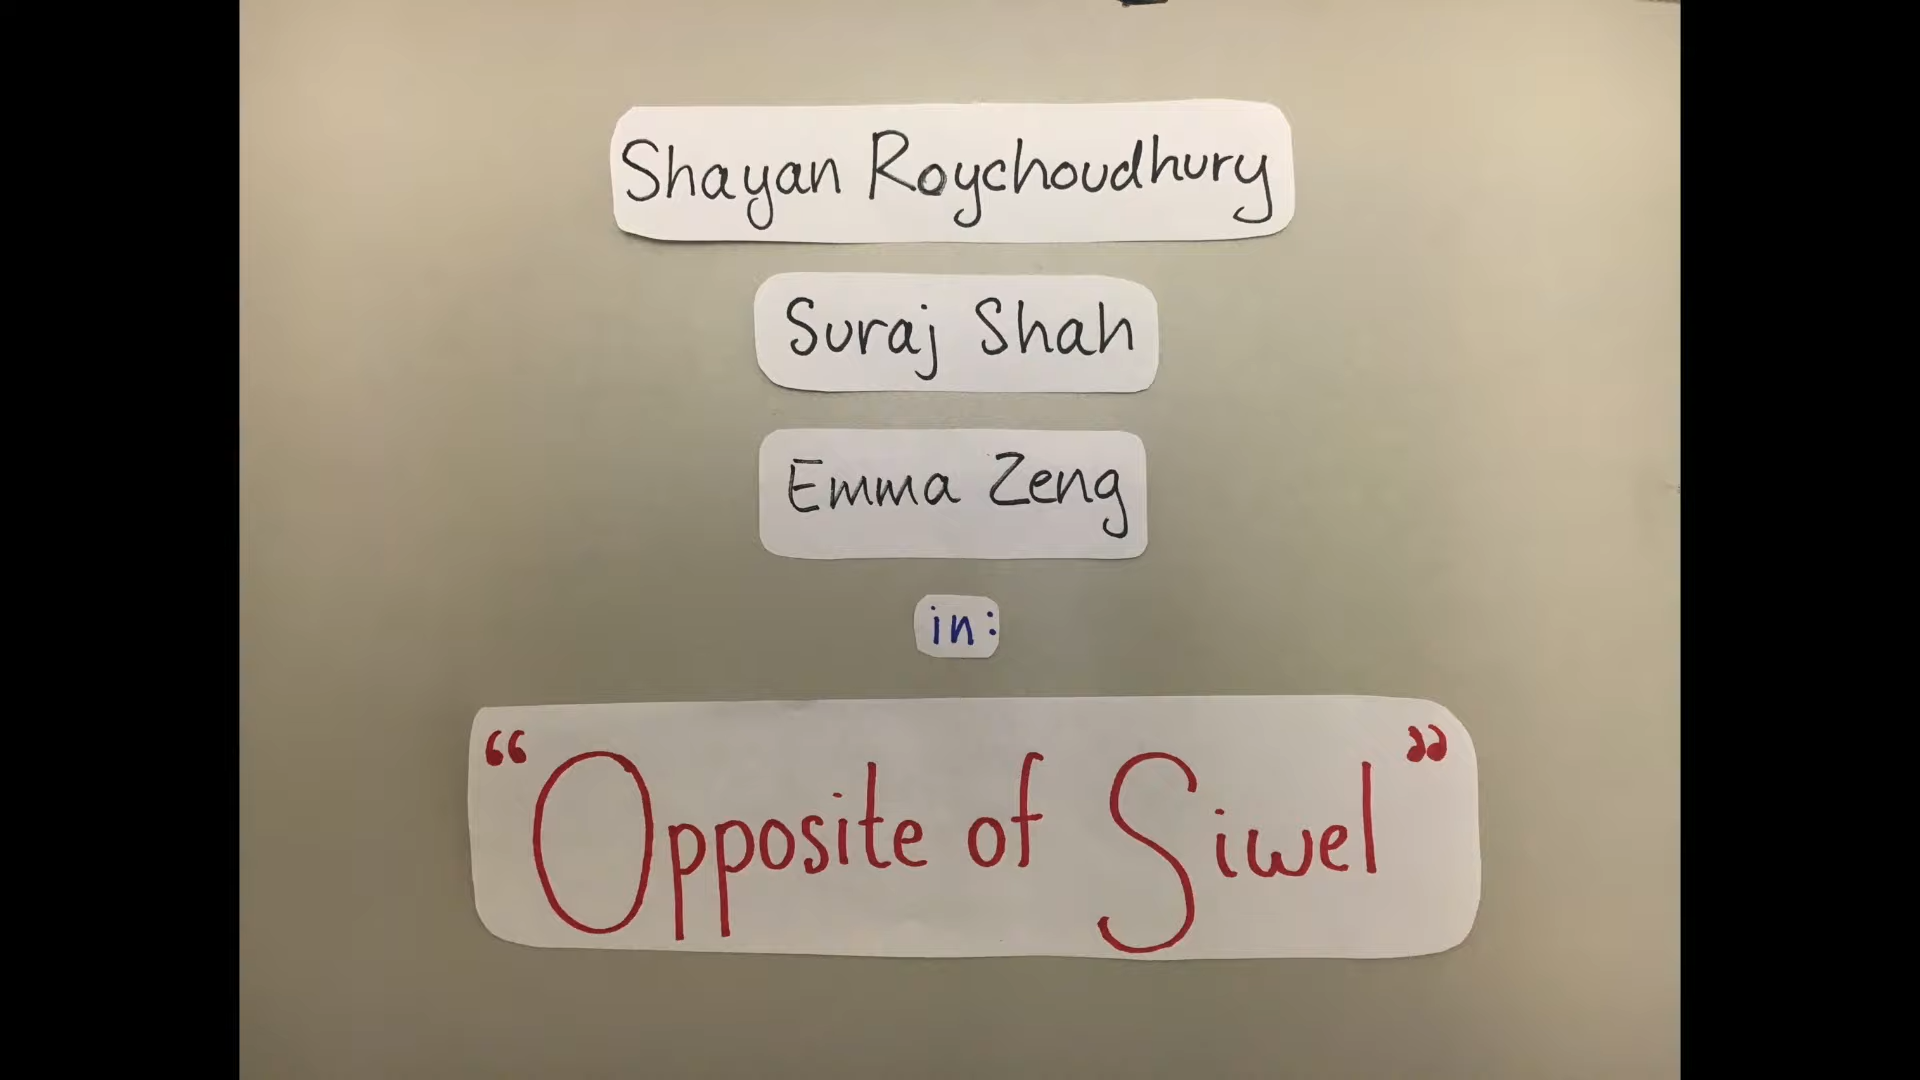 Shayan Roychoudhury
Suraj Shah
Emma Zeng
in:
“Opposite of Siwel”